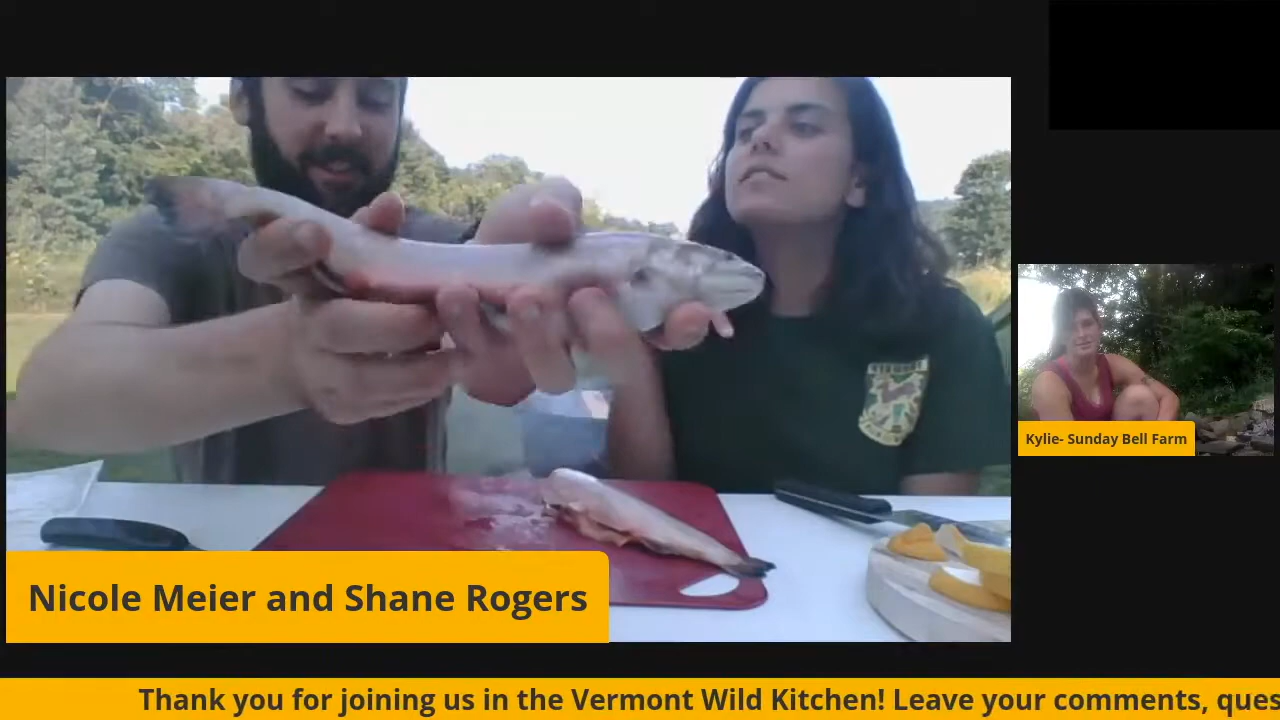 Kylie- Sunday Bell Farm
Nicole Meier and Shane Rogers
Thank you for joining us in the Vermont Wild Kitchen! Leave your comments, ques